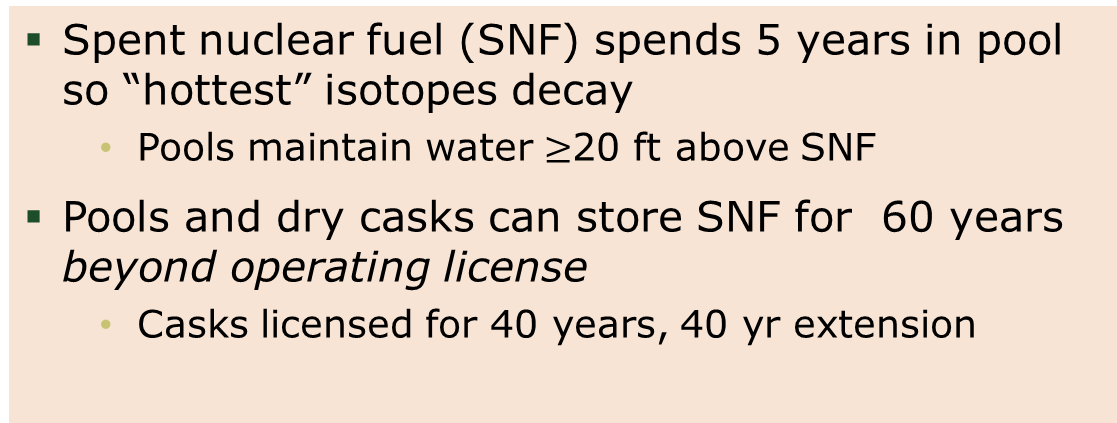 ▪ Spent nuclear fuel (SNF) spends 5 years in pool
so “hottest” isotopes decay
• Pools maintain water ≥20 ft above SNF
▪ Pools and dry casks can store SNF for  60 years
beyond operating license
• Casks licensed for 40 years, 40 yr extension